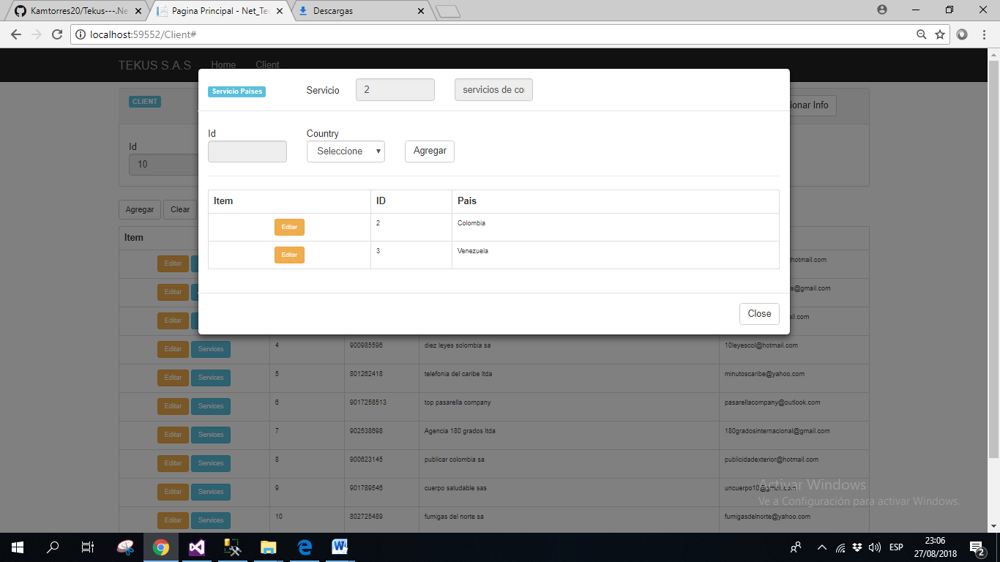 Kamtorres20/Tekus---.Ne
Pagina Principal - Net_Tec
Descargas
localhost:59552/Client#
TEKUS S.A.S Home Client
Servicio Paises Servicio 2 servicios de co
CLIENT
ionar Info
Id
10
Id Country
Seleccione Agregar
Agregar Clear
Item ID Pais
Editar 2 Colombia
Editar 3 Venezuela
Close
Item
Editar hotmail.com
Editar s@gmail.com
Editar il.com
Editar Services 4 900985596 diez leyes solombia sa 10leyescol@hotmail.com
Editar Services 5 801262418 telefonia del caribe ltda minutoscaribe@yahoo.com
Editar Services 6 9017258513 top pasarella company pasarellacompany@outlook.com
Editar Services 7 902538698 Agencia 180 grados ltda 180gradosinternacional@gmail.com
Editar Services 8 900623145 publicar colombia sa publicidadexterior@hotmail.com
Editar Services 9 901789546 cuerpo saludable sas uncuerpo10@gmail.com
Editar Services 10 802725489 fumigas del norte sa fumigasdelnorte@yahoo.com
Activar Windows
Ve a Configuración para activar Windows.
ESP
23:06
27/08/2018
2